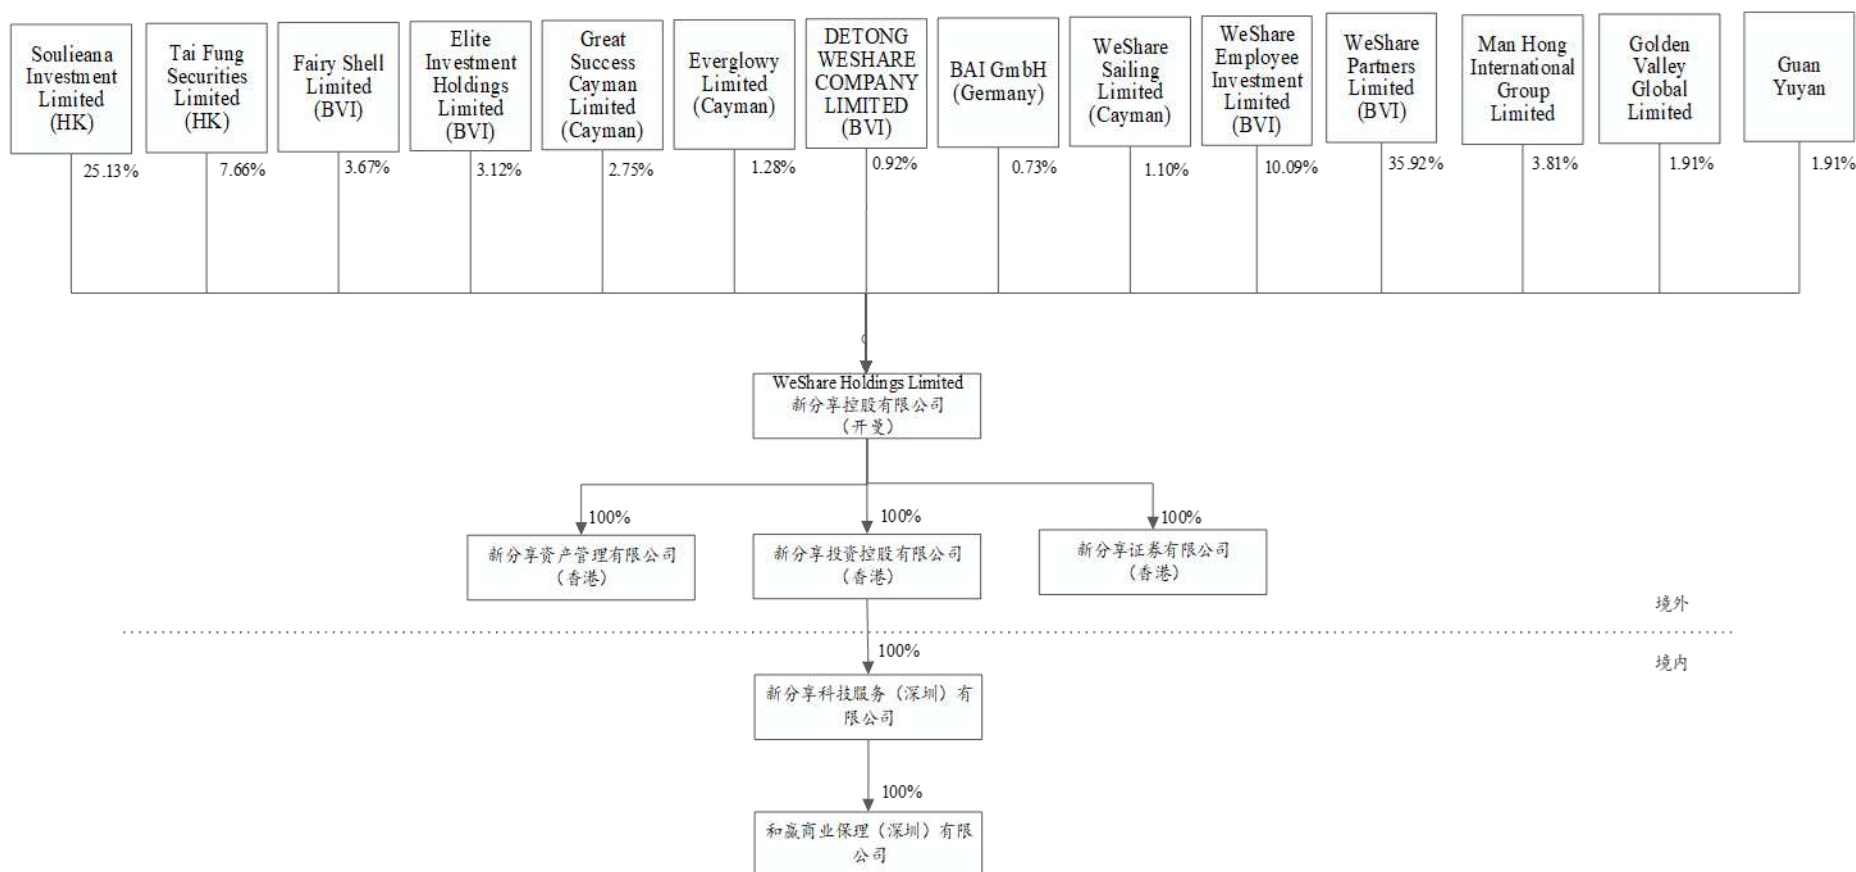 Soulieana
Investment
Limited
(HK)
Tai Fung
Securities
Limited
(HK)
Fairy Shell
Limited
(BVI)
Elite
Investment
Holdings
Limited
(BVI)
Great
Success
Cayman
Limited
(Cayman)
Everglowy
Limited
(Cayman)
DETONG
WESHARE
COMPANY
LIMITED
(BVI)
BAI GmbH
(Germany)
WeShare
Sailing
Limited
(Cayman)
WeShare
Employee
Investment
Limited
(BVI)
WeShare
Partners
Limited
(BVI)
Man Hong
International
Group
Limited
Golden
Valley
Global
Limited
Guan
Yuyan
25.13%
7.66%
3.67%
3.12%
2.75%
1.28%
0.92%
0.73%
1.10%
10.09%
35.92%
3.81%
1.91%
1.91%
WeShare Holdings Limited
新分享控股有限公司
（开曼）
100%
100%
100%
新分享资产管理有限公司
（香港）
新分享投资控股有限公司
（香港）
新分享证券有限公司
（香港）
境外
境内
100%
新分享科技服务（深圳）有
限公司
100%
和赢商业保理（深圳）有限
公司